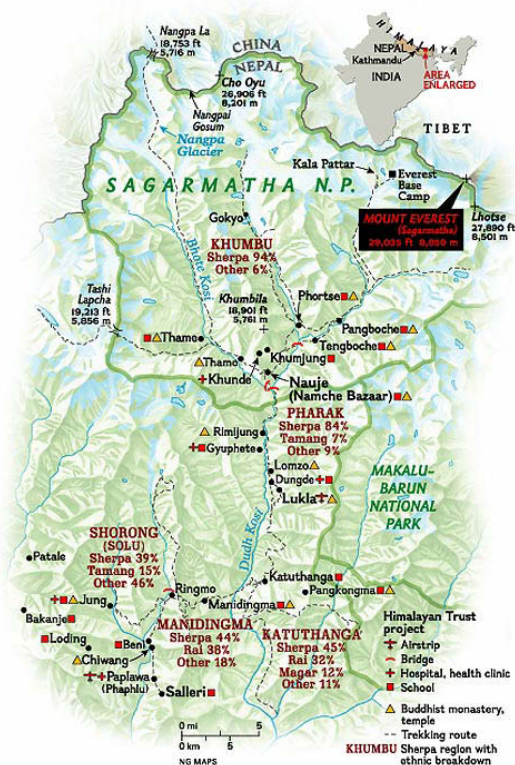 Nangpa La
18,753 ft
5,716 m
CHINA
NEPAL
Cho Oyu
26,906 ft
8,201 m
Nangpai
Gosum
Nangpa
Glacier
HIMALAYA
NEPAL
Kathmandu
INDIA
AREA
ENLARGED
TIBET
Kala Pattar
Everest
Base
Camp
SAGARMATHA N.P.
MOUNT EVEREST
(Sagarmatha)
29,035 ft 8,850 m
Lhotse
27,890 ft
8,501 m
Gokyo
KHUMBU
Sherpa 94%
Other 6%
Bhote Kosi
Tashi
Lapcha
19,213 ft
5,856 m
Khumbila
18,901 ft
5,761 m
Phortse
Pangboche
Tengboche
Thame
Thamo
Khumjung
Khunde
Nauje
(Namche Bazaar)
PHARAK
Sherpa 84%
Tamang 7%
Other 9%
Rimijung
Gyuphete
Lomzo
Dungde
Lukla
MAKALU-
BARUN
NATIONAL
PARK
Dudh Kosi
SHORONG
(SOLU)
Sherpa 39%
Tamang 15%
Other 46%
Patale
Ringmo
Katuthanga
Pangkongma
Jung
Manidingma
Bakanje
MANIDINGMA
Sherpa 44%
Rai 38%
Other 18%
KATUTHANGA
Sherpa 45%
Rai 32%
Magar 12%
Other 11%
Loding
Beni
Chiwang
Paplawa
(Phaphlu)
Salleri
Himalayan Trust
project
Airstrip
Bridge
Hospital, health clinic
School
Buddhist monastery,
temple
Trekking route
KHUMBU Sherpa region with
ethnic breakdown
0 mi 5
0 km 5
NG MAPS